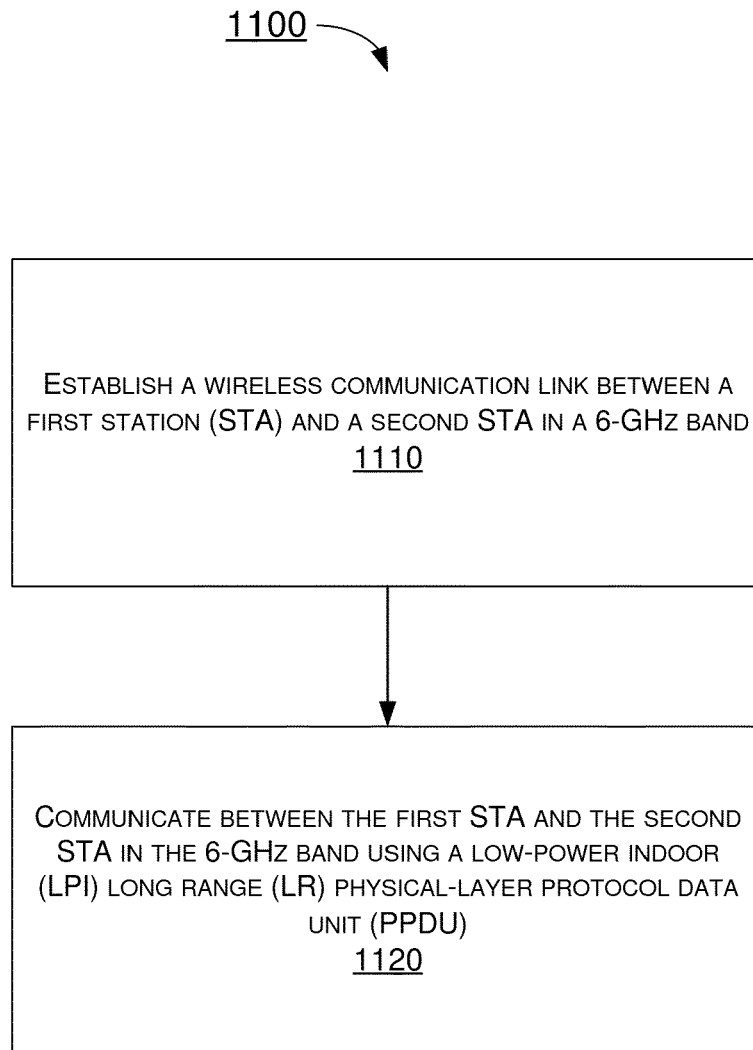 1100
ESTABLISH A WIRELESS COMMUNICATION LINK BETWEEN A
FIRST STATION (STA) AND A SECOND STA IN A 6-GHZ BAND
1110
COMMUNICATE BETWEEN THE FIRST STA AND THE SECOND
STA IN THE 6-GHZ BAND USING A LOW-POWER INDOOR
(LPI) LONG RANGE (LR) PHYSICAL-LAYER PROTOCOL DATA
UNIT (PPDU)
1120